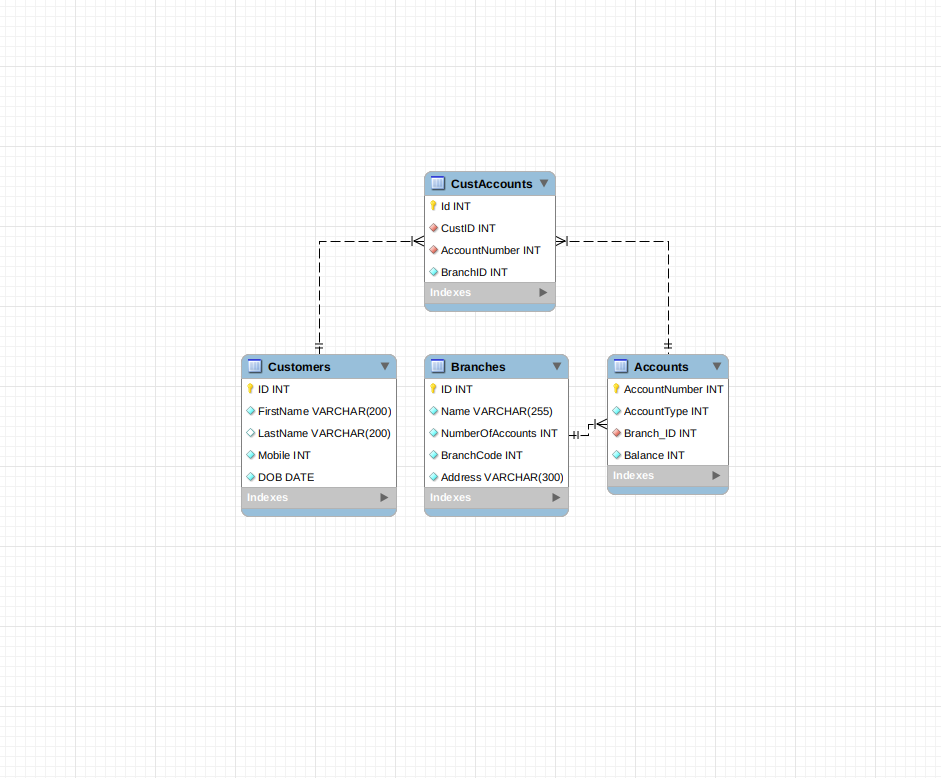 CustAccounts
Id INT
CustID INT
AccountNumber INT
BranchID INT
Indexes
Customers
ID INT
FirstName VARCHAR(200)
LastName VARCHAR(200)
Mobile INT
DOB DATE
Indexes
Branches
ID INT
Name VARCHAR(255)
NumberOfAccounts INT
BranchCode INT
Address VARCHAR(300)
Indexes
Accounts
AccountNumber INT
AccountType INT
Branch_ID INT
Balance INT
Indexes